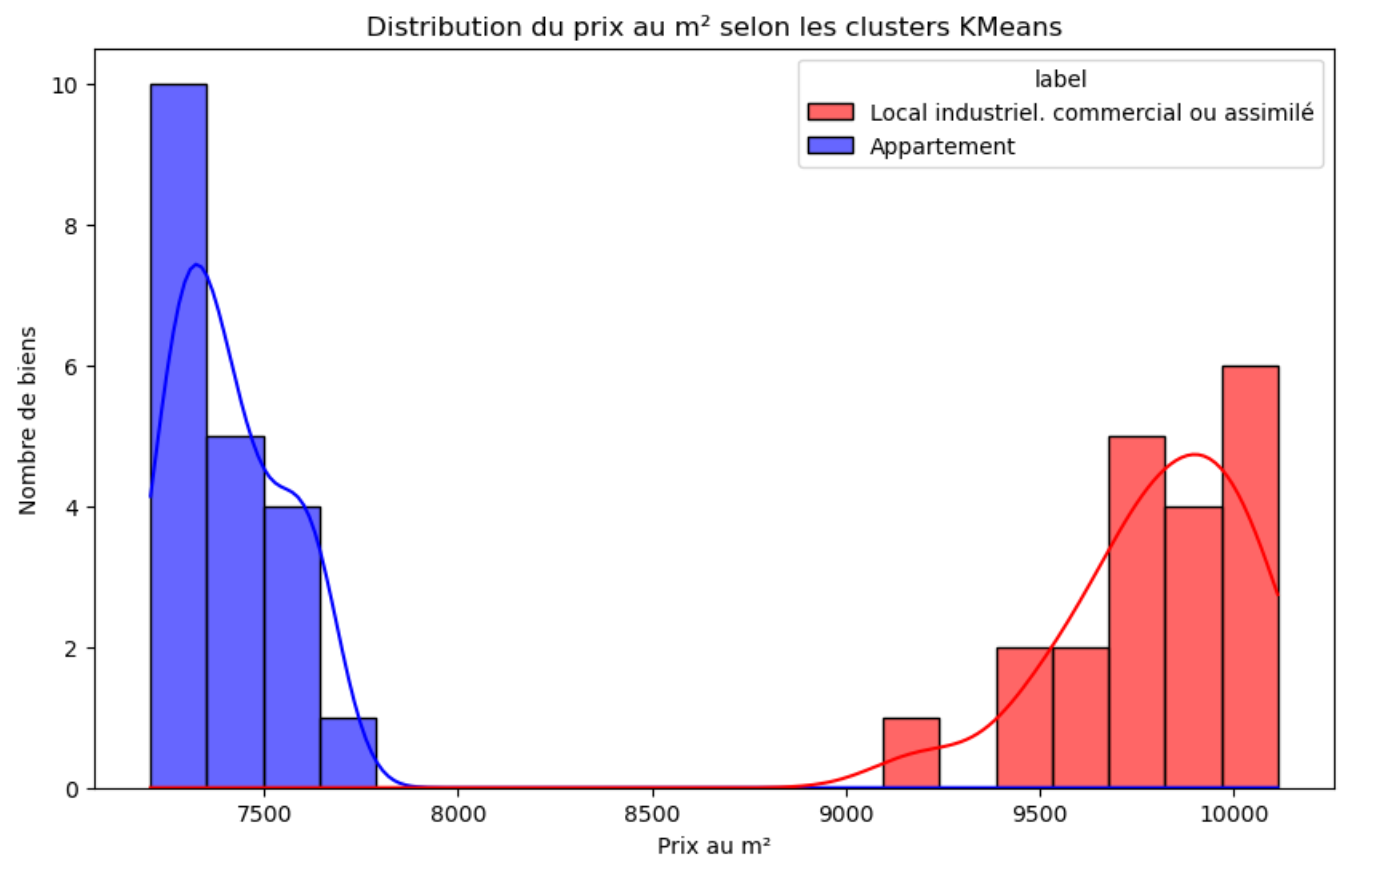 Distribution du prix au m² selon les clusters KMeans
label
Local industriel. commercial ou assimilé
Appartement
Nombre de biens
10
8
6
4
2
0
7500 8000 8500 9000 9500 10000
Prix au m²